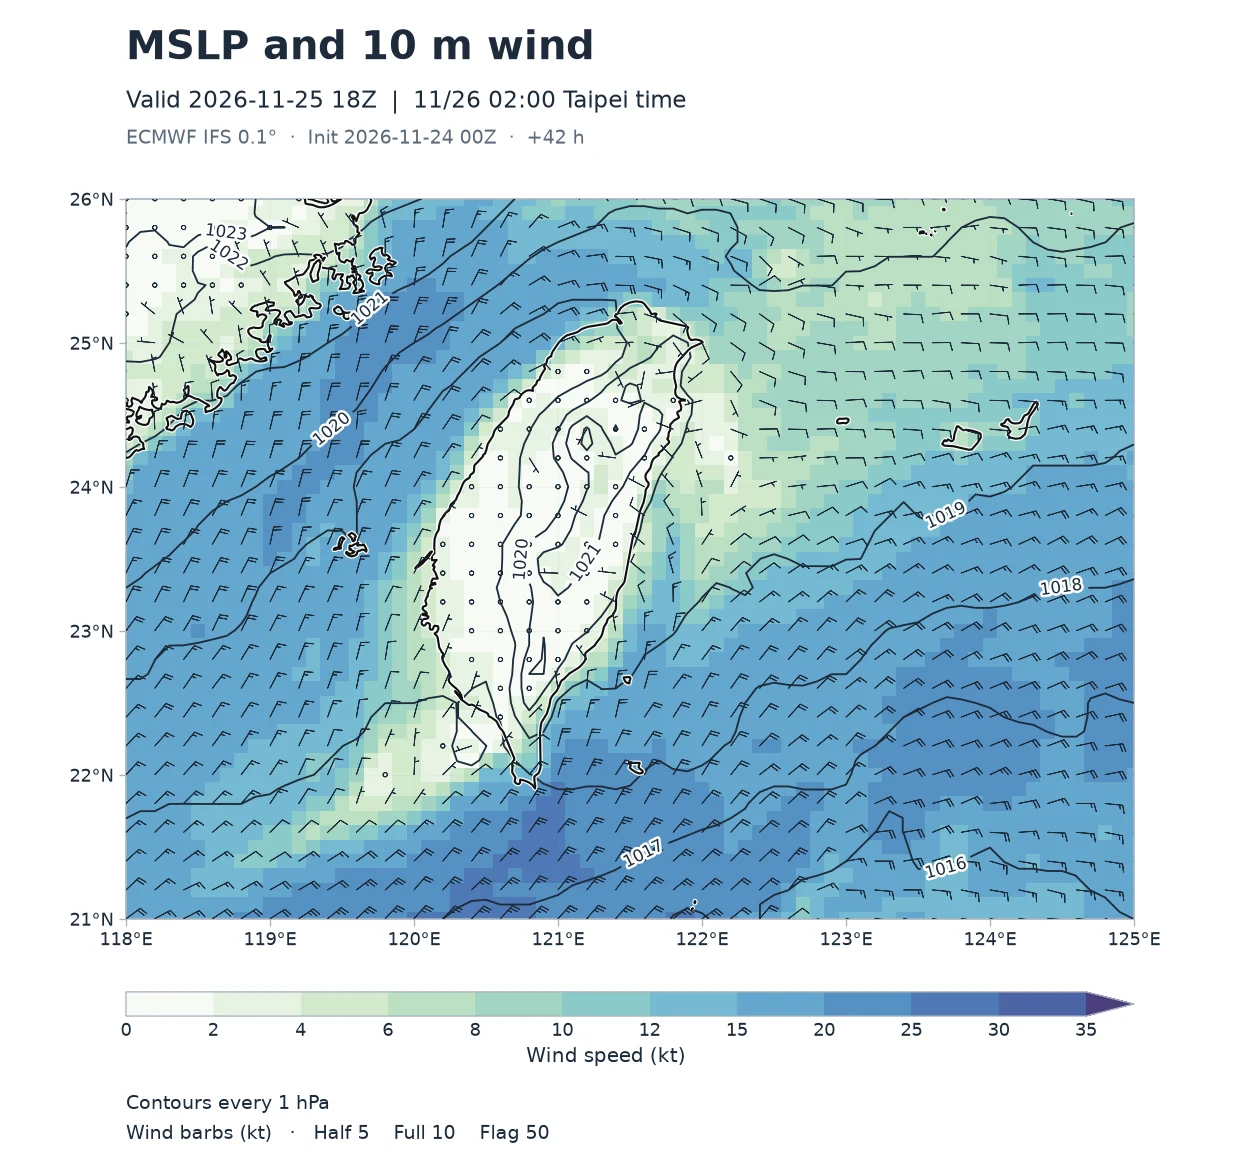 MSLP and 10 m wind
Valid 2026-11-25 18Z | 11/26 02:00 Taipei time
ECMWF IFS 0.1° · Init 2026-11-24 00Z · +42 h
26°N
25°N
24°N
23°N
22°N
21°N
1023
1022
1021
1020
1019
1020
1021
1018
1017
1016
118°E 119°E 120°E 121°E 122°E 123°E 124°E 125°E
0 2 4 6 8 10 12 15 20 25 30 35
Wind speed (kt)
Contours every 1 hPa
Wind barbs (kt) · Half 5 Full 10 Flag 50